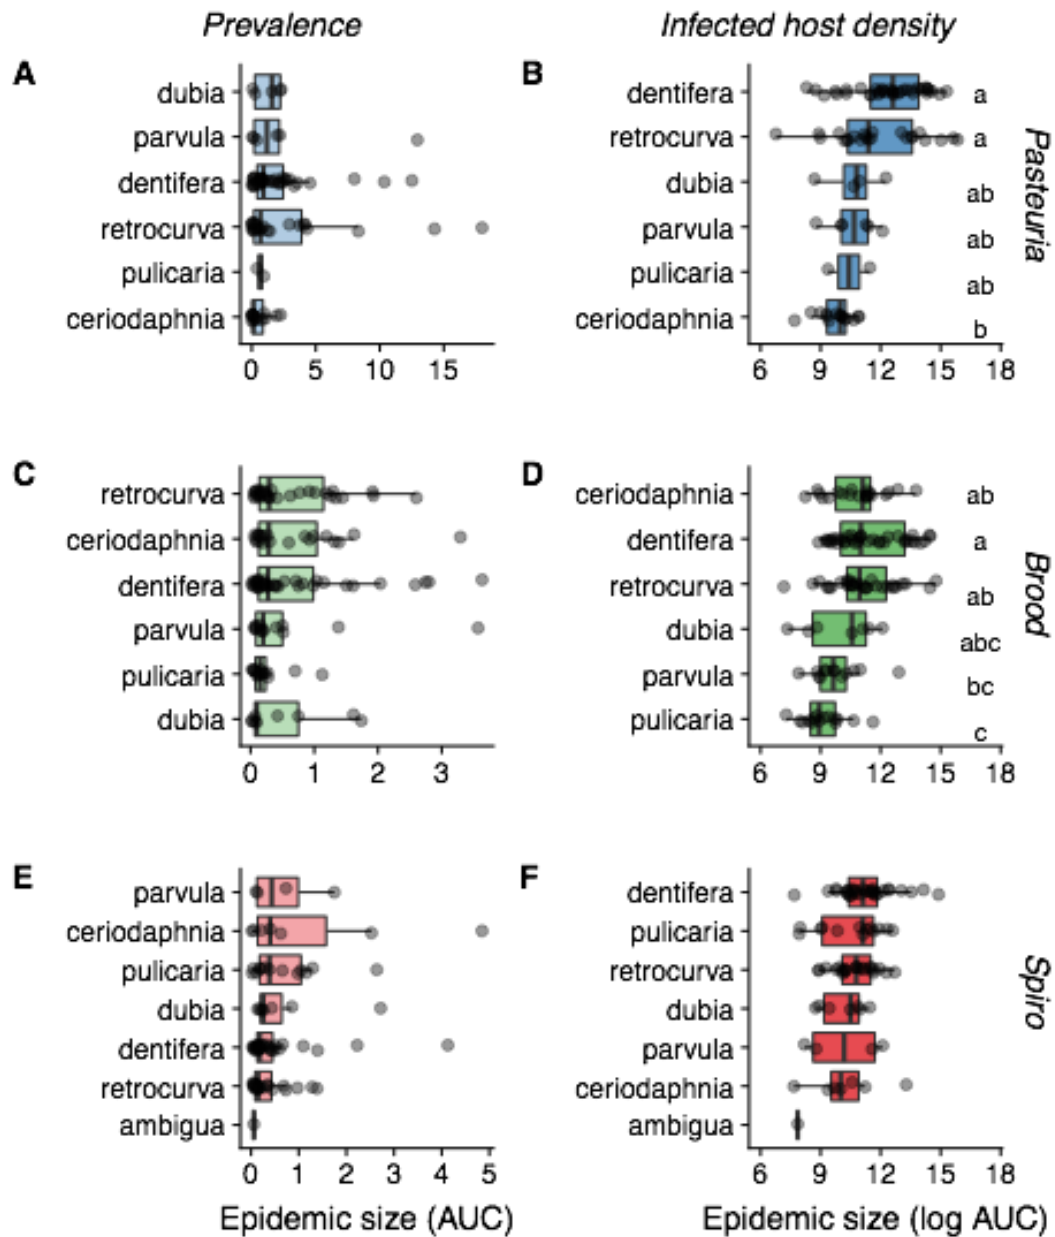 Prevalence
Infected host density
A
dubia
parvula
dentifera
retrocurva
pulicaria
ceriodaphnia
0 5 10 15
B
dentifera a
retrocurva a
dubia ab
parvula ab
pulicaria ab
ceriodaphnia b
6 9 12 15 18
Pasteuria
C
retrocurva
ceriodaphnia
dentifera
parvula
pulicaria
dubia
0 1 2 3
D
ceriodaphnia ab
dentifera a
retrocurva ab
dubia abc
parvula bc
pulicaria c
6 9 12 15 18
Brood
E
parvula
ceriodaphnia
pulicaria
dubia
dentifera
retrocurva
ambigua
0 1 2 3 4 5
Epidemic size (AUC)
F
dentifera
pulicaria
retrocurva
dubia
parvula
ceriodaphnia
ambigua
6 9 12 15 18
Epidemic size (log AUC)
Spiro